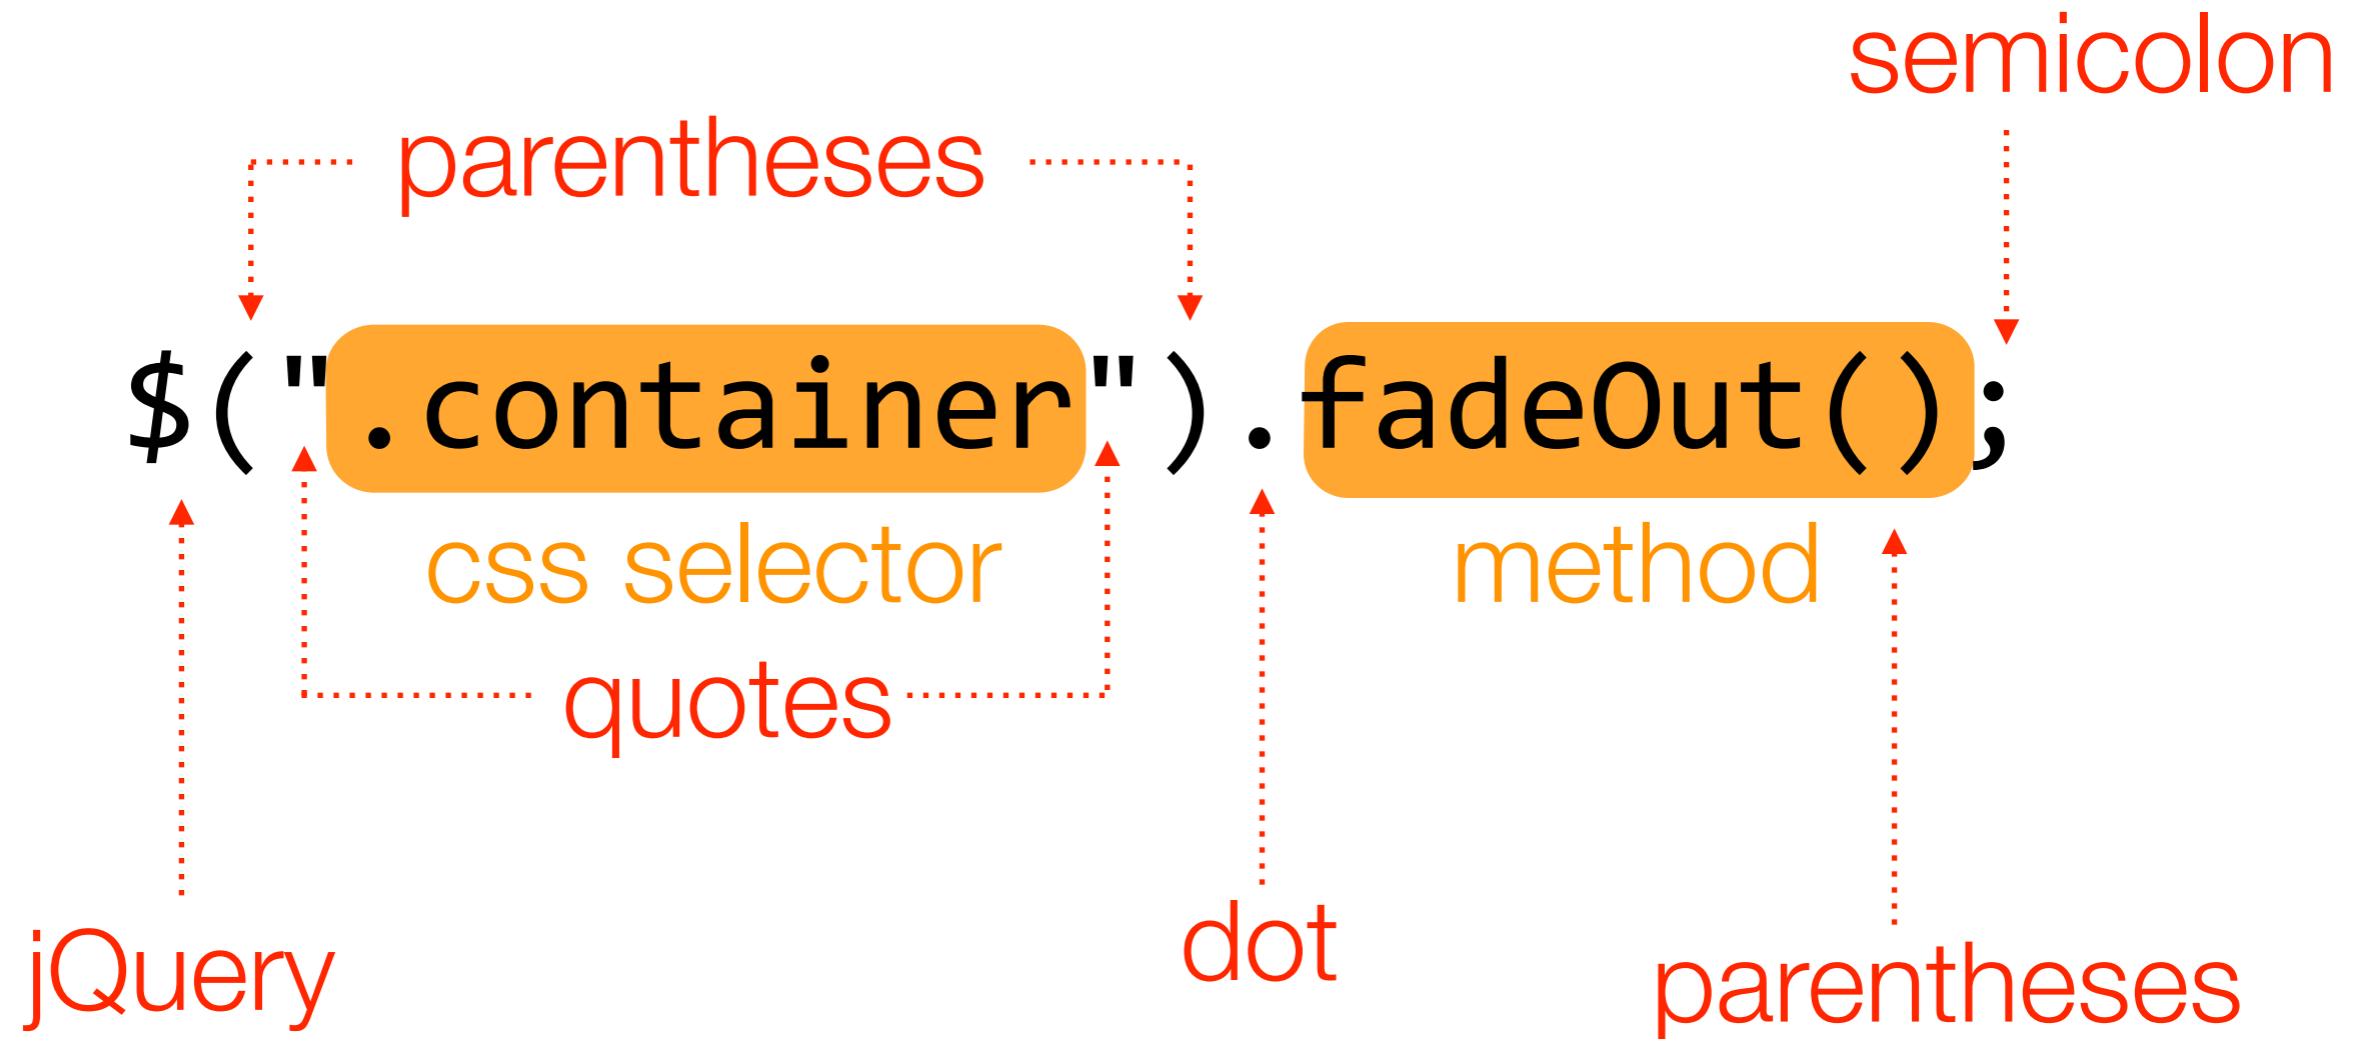 semicolon
parentheses
$(".container").fadeOut();
css selector
method
quotes
jQuery
dot
parentheses